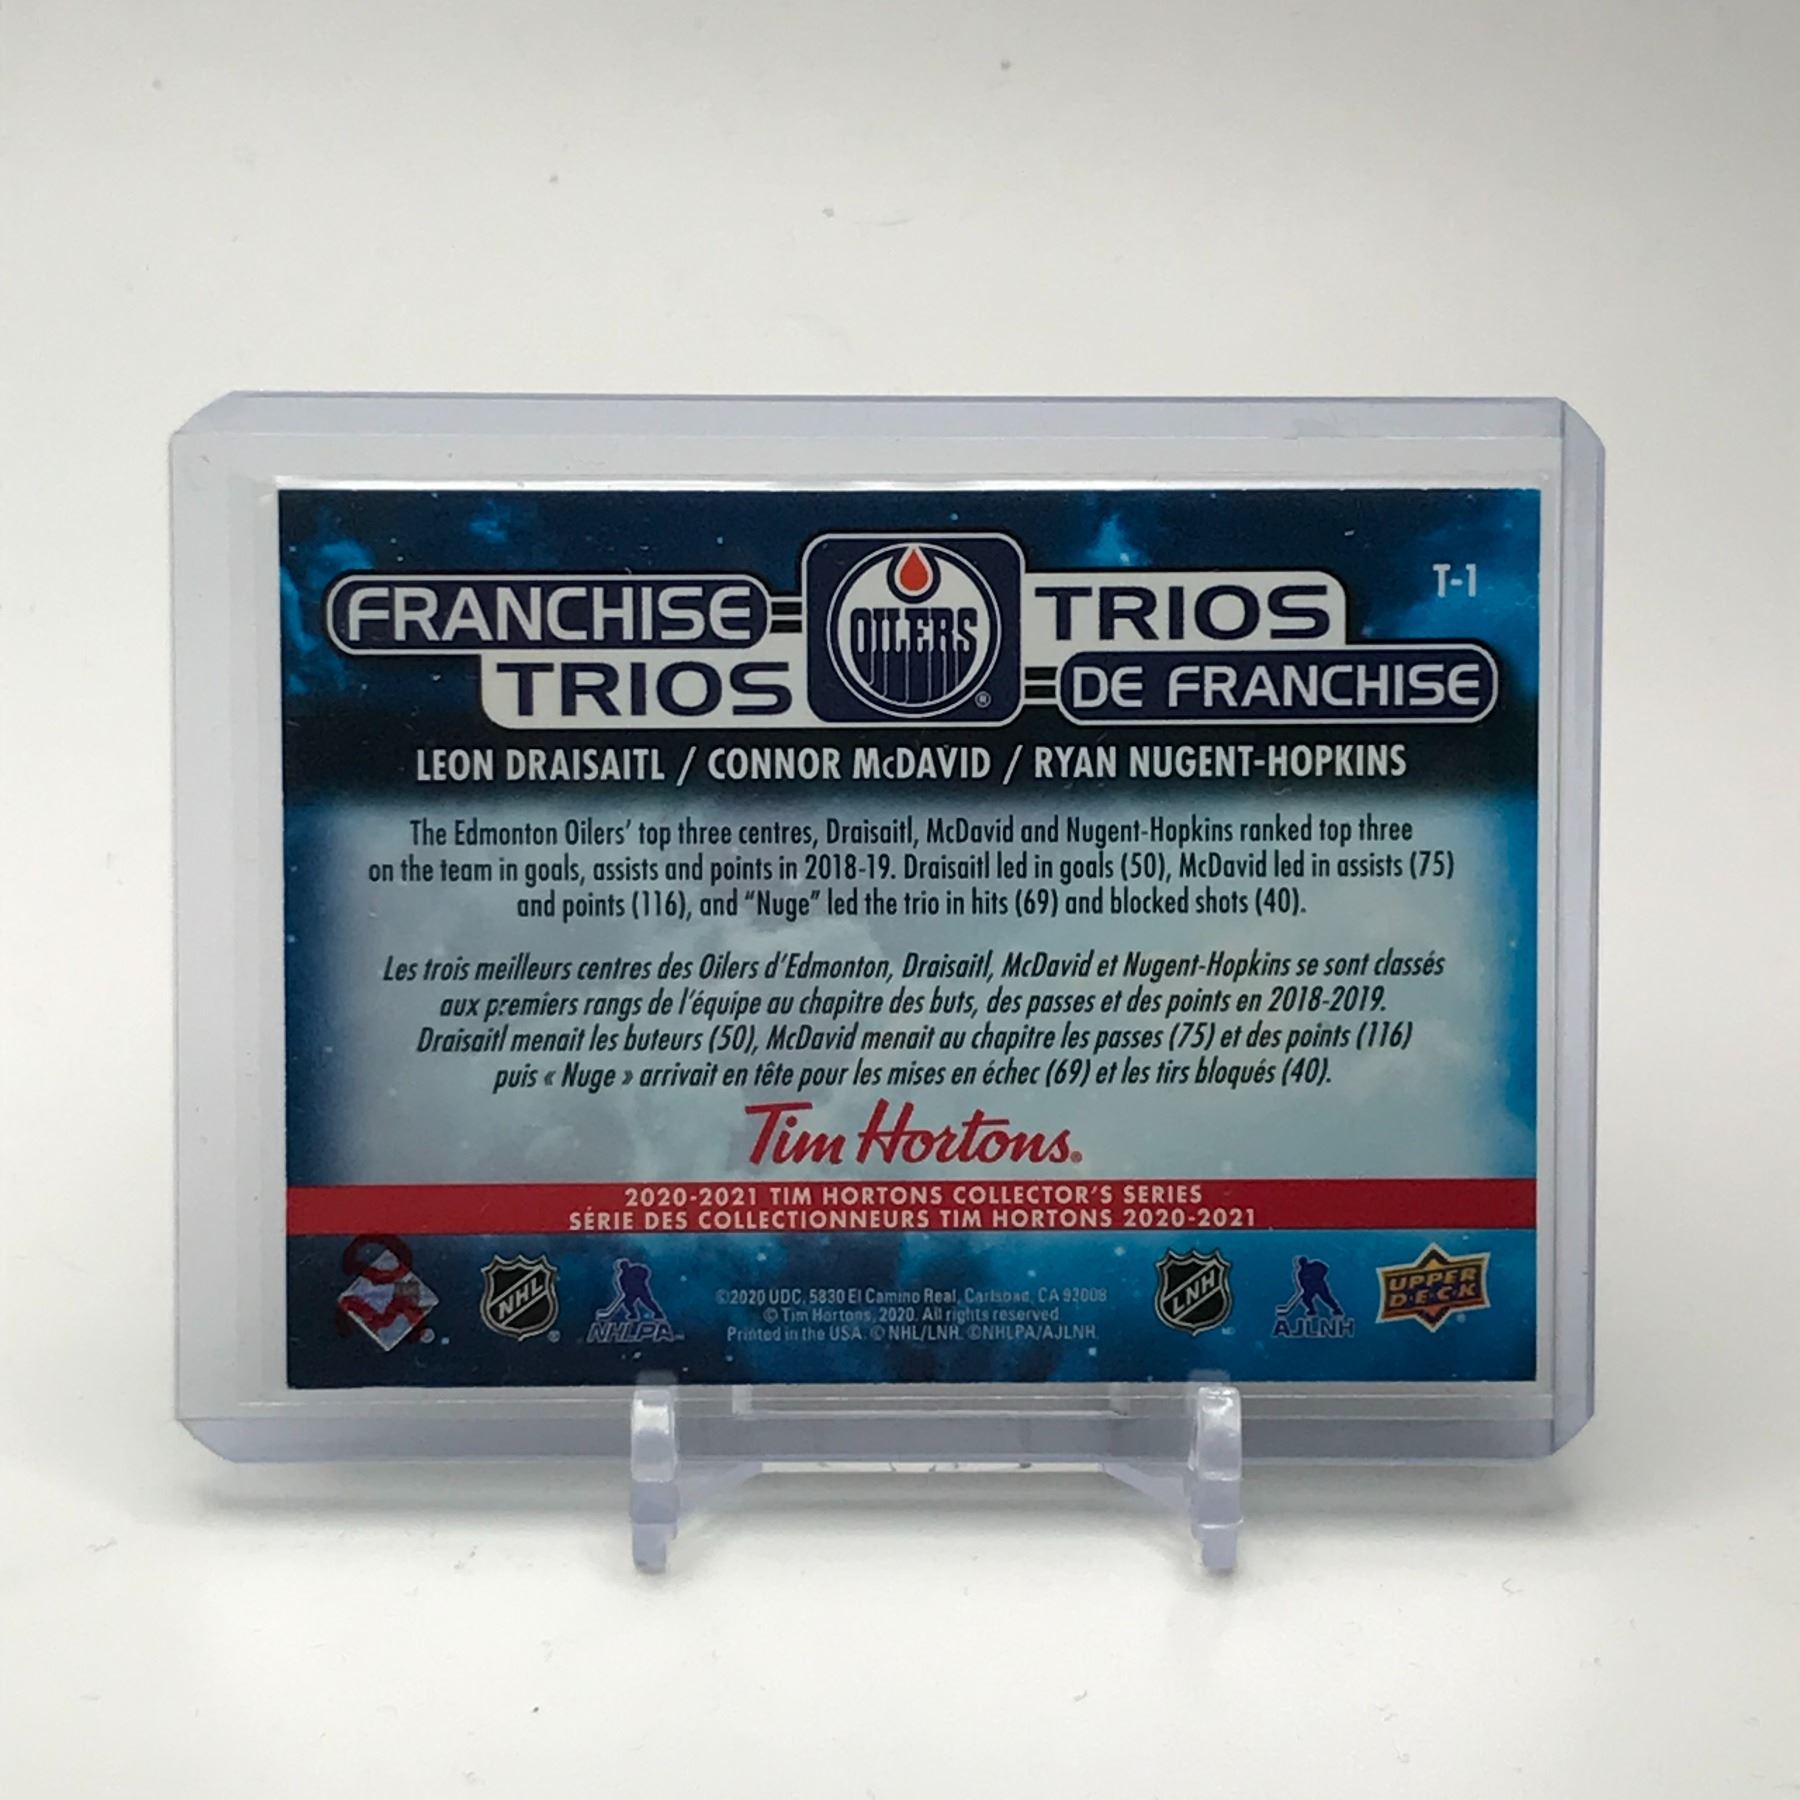 T-1
FRANCHISE TRIOS
OILERS ®
TRIOS DE FRANCHISE
LEON DRAISAITL / CONNOR McDAVID / RYAN NUGENT-HOPKINS
The Edmonton Oilers' top three centres, Draisaitl, McDavid and Nugent-Hopkins ranked top three
on the team in goals, assists and points in 2018-19. Draisaitl led in goals (50), McDavid led in assists (75)
and points (116), and “Nuge” led the trio in hits (69) and blocked shots (40).
Les trois meilleurs centres des Oilers d'Edmonton, Draisaitl, McDavid et Nugent-Hopkins se sont classés
aux premiers rangs de l'équipe au chapitre des buts, des passes et des points en 2018-2019.
Draisaitl menait les buteurs (50), McDavid menait au chapitre les passes (75) et des points (116)
puis « Nuge » arrivait en tête pour les mises en échec (69) et les tirs bloqués (40).
Tim Hortons®
2020-2021 TIM HORTONS COLLECTOR'S SERIES
SÉRIE DES COLLECTIONNEURS TIM HORTONS 2020-2021
NHL ®
NHLPA
©2020 UDC, 5830 El Camino Real, Carlsbad, CA 92008
© Tim Hortons, 2020. All rights reserved
Printed in the USA. © NHL/LNH. ©NHLPA/AJLNH.
LNH
AJLNH
UPPER
DECK